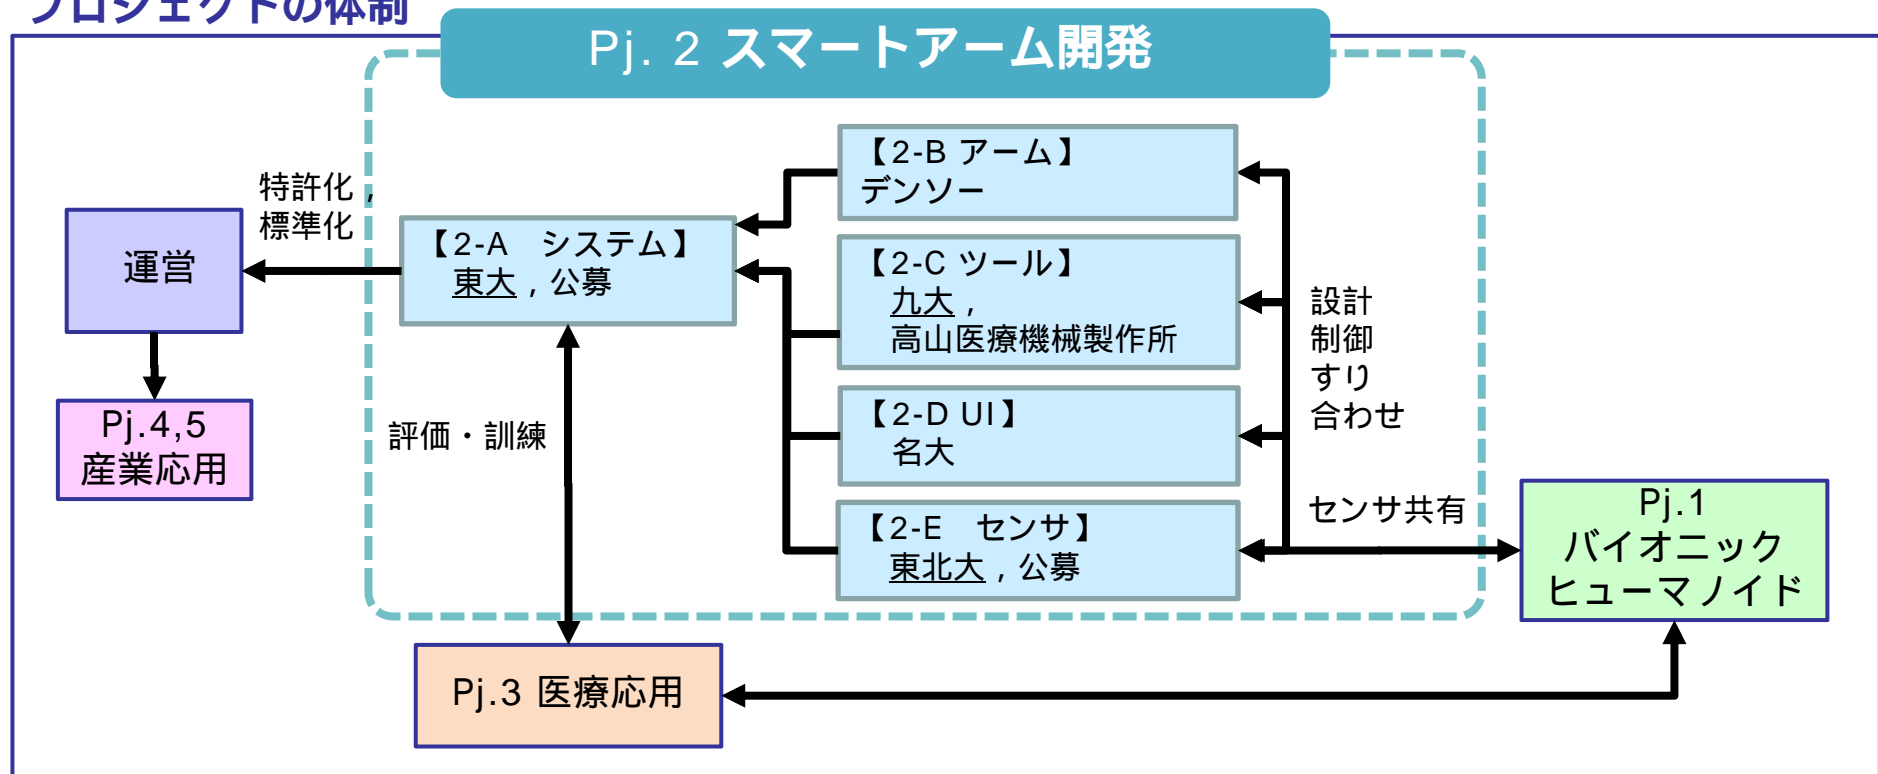 プロジェクトの体制
Pj. 2 スマートアーム開発
特許化，
標準化
運営
Pj.4,5
産業応用
【2-A　システム】
東大，公募
評価・訓練
【2-B アーム】
デンソー
【2-C ツール】
九大，
高山医療機械製作所
【2-D UI】
名大
【2-E　センサ】
東北大，公募
設計
制御
すり
合わせ
センサ共有
Pj.1
バイオニック
ヒューマノイド
Pj.3 医療応用